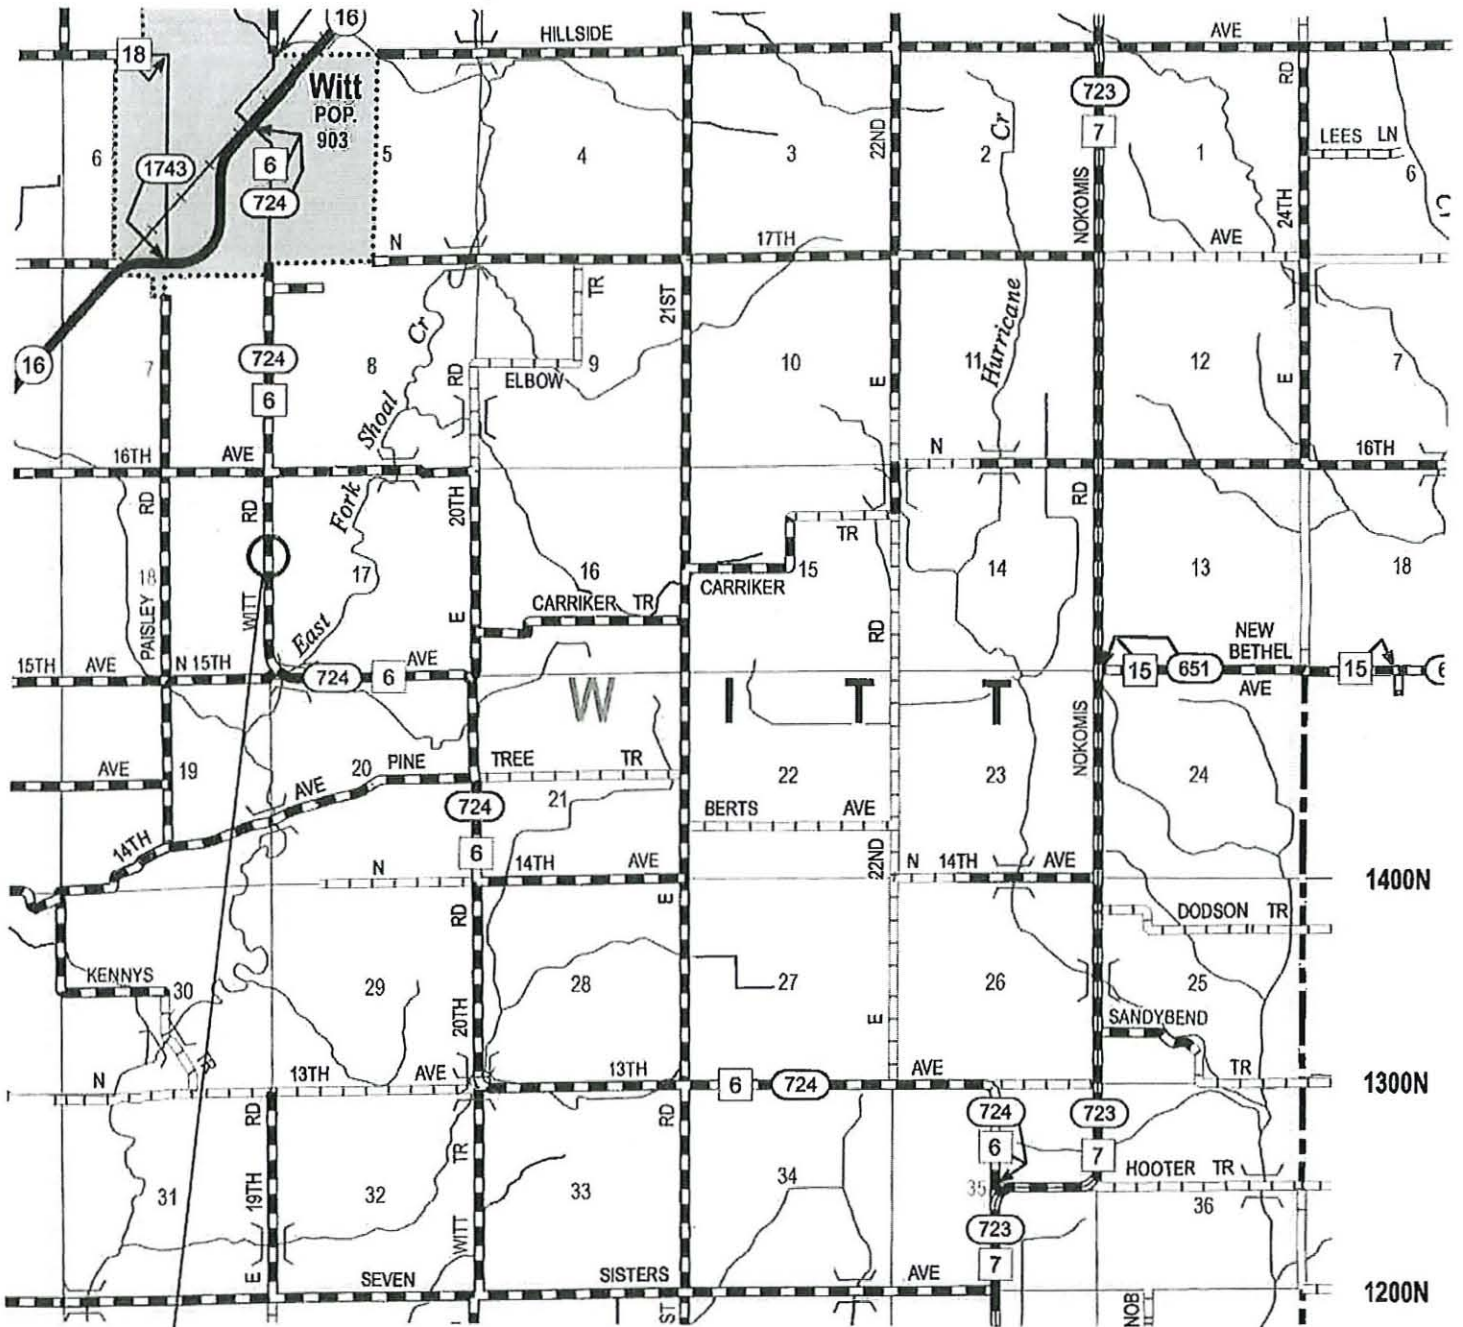 16
HILLSIDE
AVE
18
Witt
POP.
903
723
RD
7
22ND
Cr
LEES LN
6
5
4
3
2
1
6
1743
6
724
NOKOMIS
24TH
N
17TH
AVE
TR
21ST
Cr
Hurricane
16
7
724
8
RD
9
10
11
12
7
ELBOW
E
E
6
Shoal
16TH
AVE
N
16TH
RD
RD
Fork
20TH
RD
TR
18
17
16
15
14
13
18
CARRIKER
PAISLEY
WITT
E
CARRIKER TR
RD
East
NEW
BETHEL
15TH
AVE
N 15TH
AVE
724
6
15
651
15
AVE
WITT
NOKOMIS
AVE
19
20
PINE
TREE
TR
22
23
24
AVE
21
724
BERTS
AVE
14TH
6
22ND
N
14TH
AVE
N
14TH
AVE
1400N
RD
E
DODSON TR
KENNYS
30
29
28
27
26
25
20TH
E
SANDYBEND
TR
N
13TH
AVE
13TH
6
724
AVE
TR
1300N
RD
RD
724
723
6
7
TR
34
HOOTER TR
31
19TH
32
33
35
36
WITT
723
E
SEVEN
SISTERS
AVE
7
1200N
ST
NOB